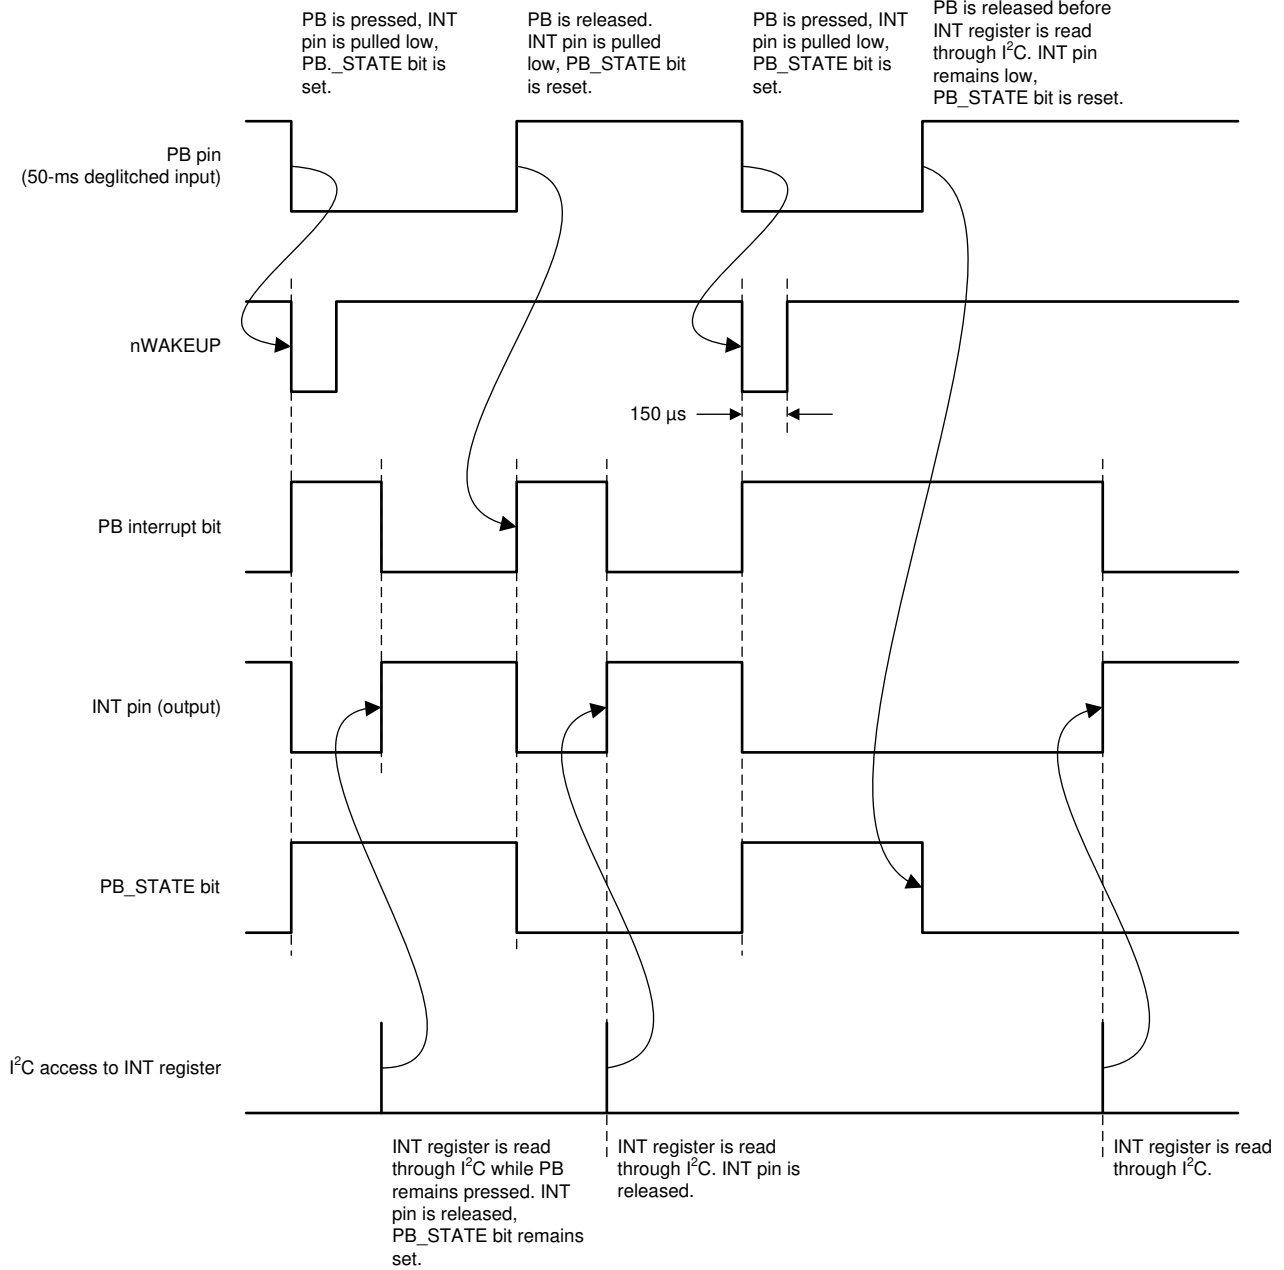 PB is pressed, INT
pin is pulled low,
PB._STATE bit is
set.
PB is released.
INT pin is pulled
low, PB_STATE bit
is reset.
PB is pressed, INT
pin is pulled low,
PB_STATE bit is
set.
PB is released before
INT register is read
through I²C. INT pin
remains low,
PB_STATE bit is reset.
PB pin
(50-ms deglitched input)
nWAKEUP
150 µs
PB interrupt bit
INT pin (output)
PB_STATE bit
I²C access to INT register
INT register is read
through I²C while PB
remains pressed. INT
pin is released,
PB_STATE bit remains
set.
INT register is read
through I²C. INT pin is
released.
INT register is read
through I²C.